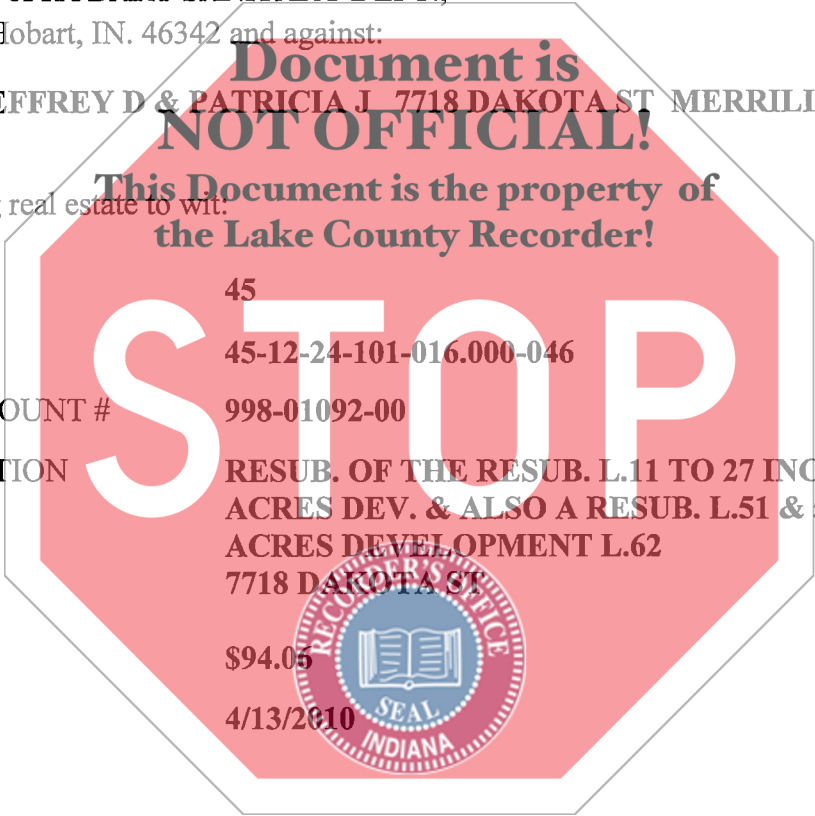 Hobart, IN. 46342 and against:
Document is
EFFREY D & PATRICIA J 7718 DAKOTA ST MERRILL
NOT OFFICIAL!
This Document is the property of
real estate to wit:
the Lake County Recorder!
45
45-12-24-101-016.000-046
OUNT # 998-01092-00
STOP
TION RESUB. OF THE RESUB. L.11 TO 27 INC
ACRES DEV. & ALSO A RESUB. L.51 &
ACRES DEVELOPMENT L.62
7718 DAKOTA ST
RECORDER'S OFFICE
$94.06
SEAL
4/13/2010
INDIANA